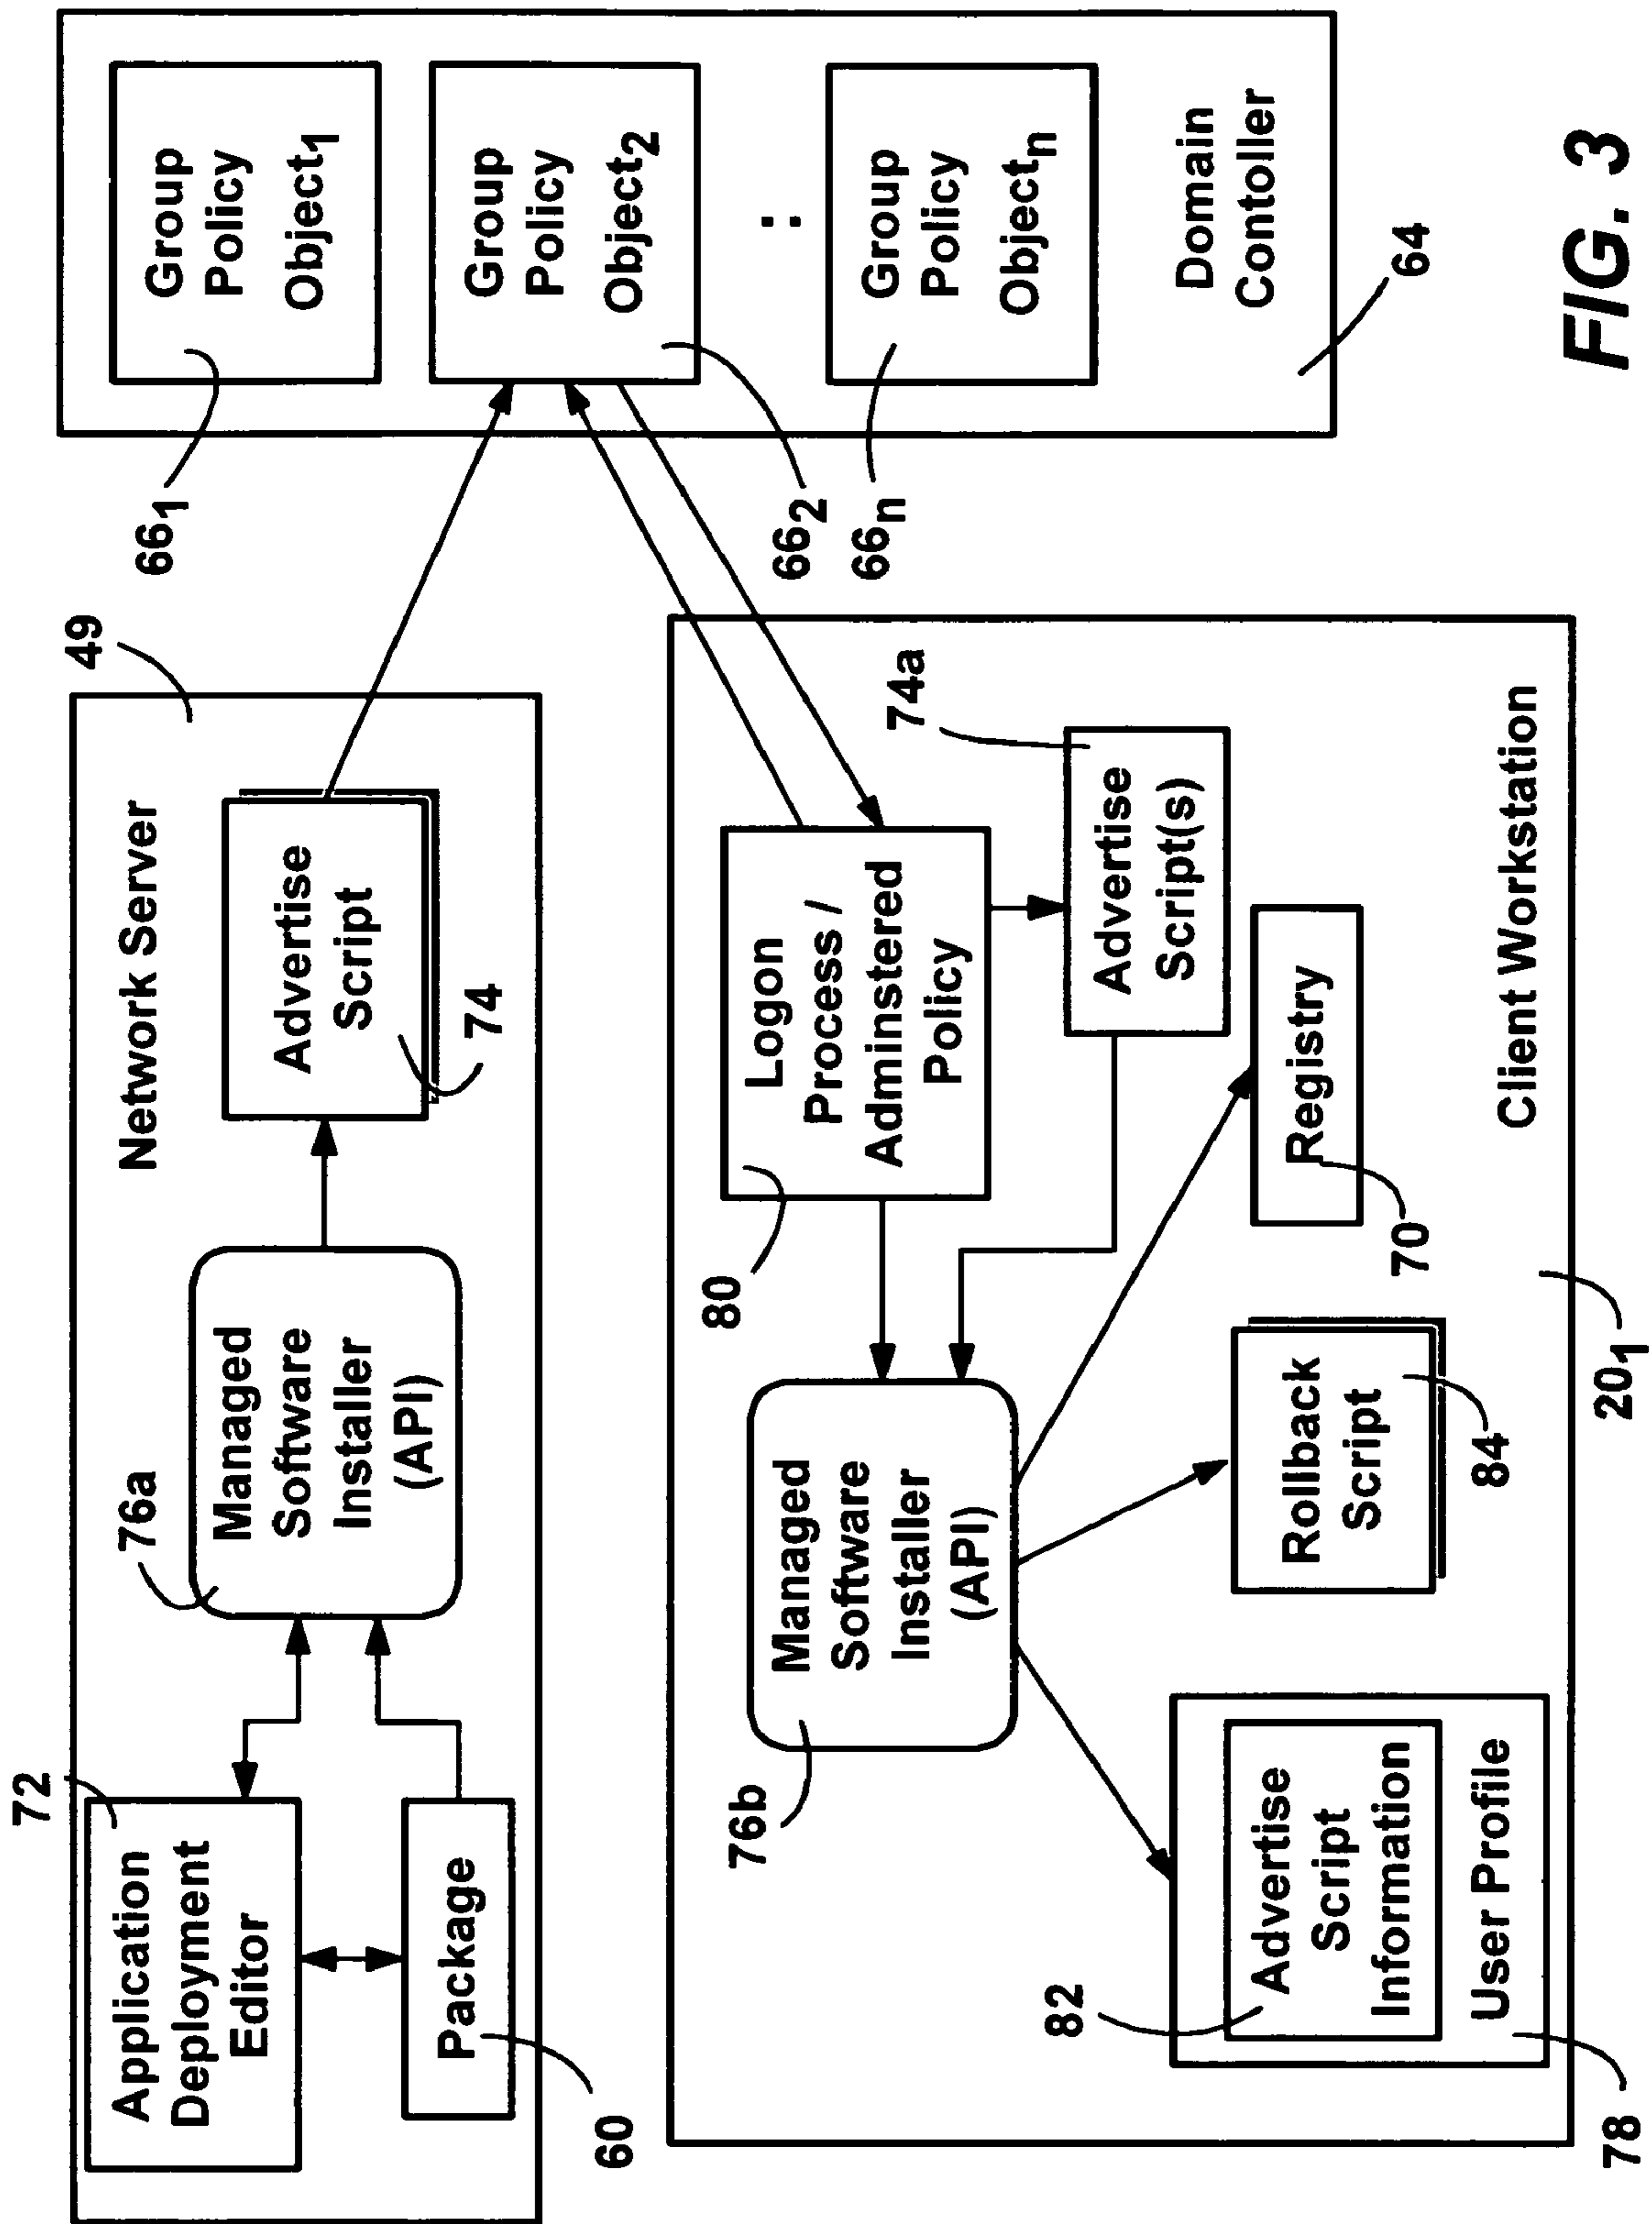 72
Application
Deployment
Editor
Package
60
76a
Managed
Software
Installer
(API)
Network Server
Advertise
Script
74
49
66₁
Group
Policy
Object₁
Group
Policy
Object₂
66₂
:
66ₙ
Group
Policy
Objectₙ
Domain
Contoller
64
76b
Managed
Software
Installer
(API)
80
Logon
Process /
Adminstered
Policy
74a
Advertise
Script(s)
82
Advertise
Script
Information
User Profile
78
Rollback
Script
84
Registry
70
Client Workstation
20₁
FIG. 3